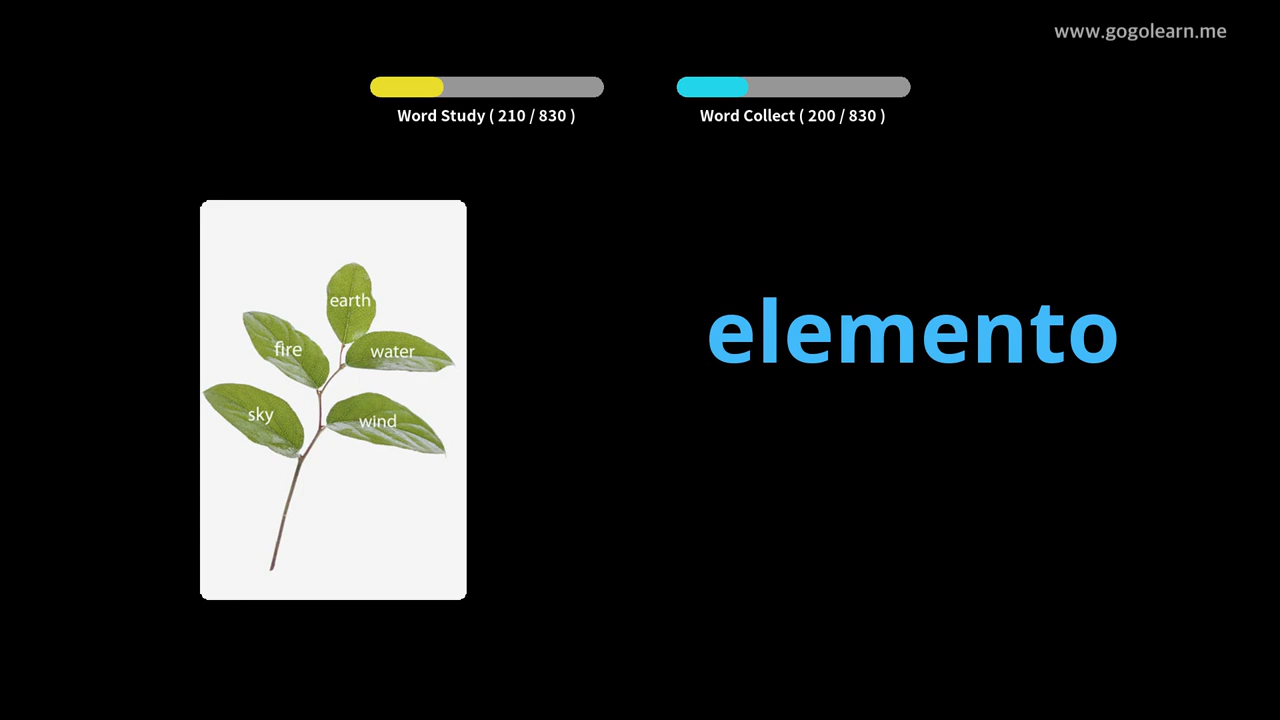 www.gogolearn.me
Word Study ( 210 / 830 )
Word Collect ( 200 / 830 )
earth
fire
water
sky
wind
elemento